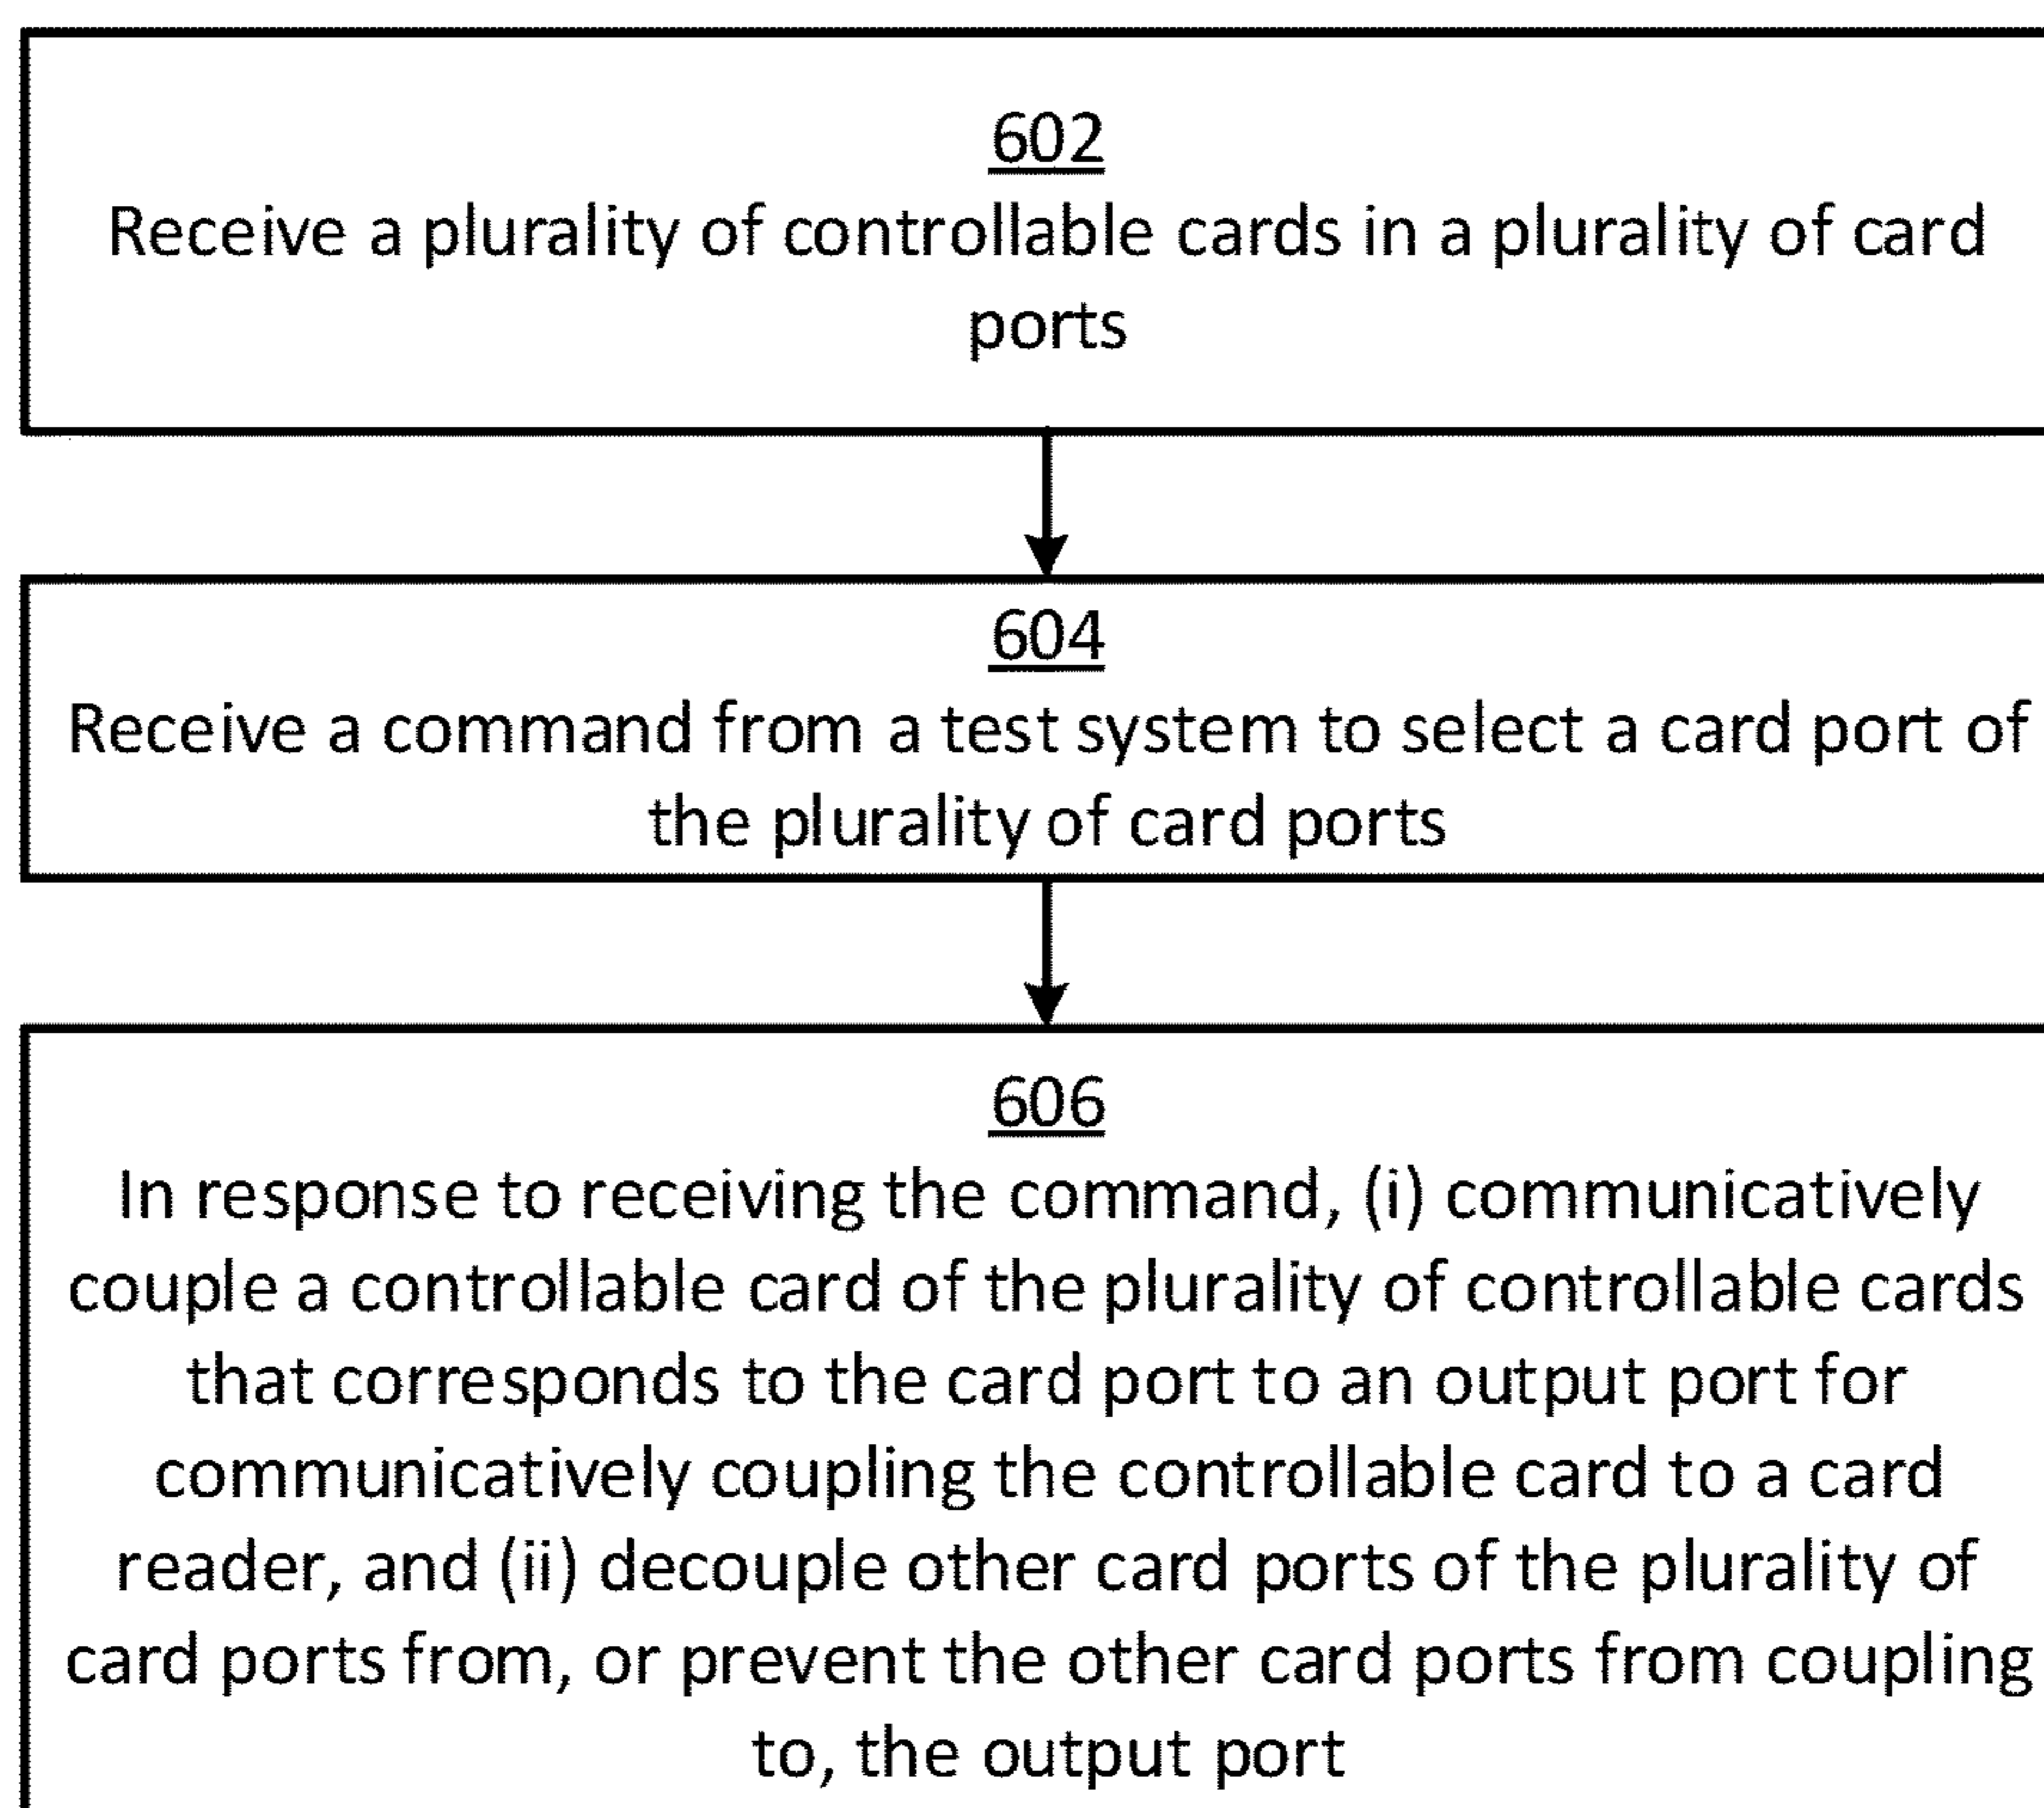 602
Receive a plurality of controllable cards in a plurality of card
ports
604
Receive a command from a test system to select a card port of
the plurality of card ports
606
In response to receiving the command, (i) communicatively
couple a controllable card of the plurality of controllable cards
that corresponds to the card port to an output port for
communicatively coupling the controllable card to a card
reader, and (ii) decouple other card ports of the plurality of
card ports from, or prevent the other card ports from coupling
to, the output port